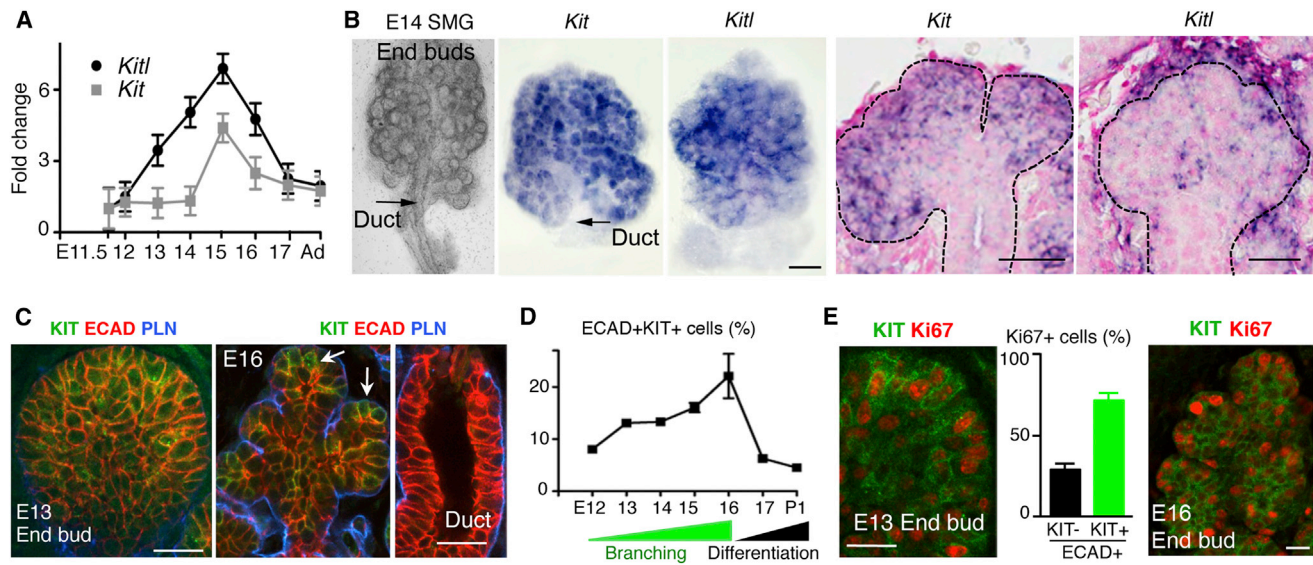 A
Fold change
6
3
0
Kitl
Kit
E11.5 12 13 14 15 16 17 Ad
B
E14 SMG
End buds
Duct
Kit
Duct
Kitl
Kit
Kitl
C
KIT ECAD PLN
E13
End bud
KIT ECAD PLN
E16
Duct
D
ECAD+KIT+ cells (%)
20
10
0
E12 13 14 15 16 17 P1
Branching Differentiation
E
KIT Ki67
E13 End bud
Ki67+ cells (%)
100
50
0
KIT- KIT+
ECAD+
KIT Ki67
E16
End bud